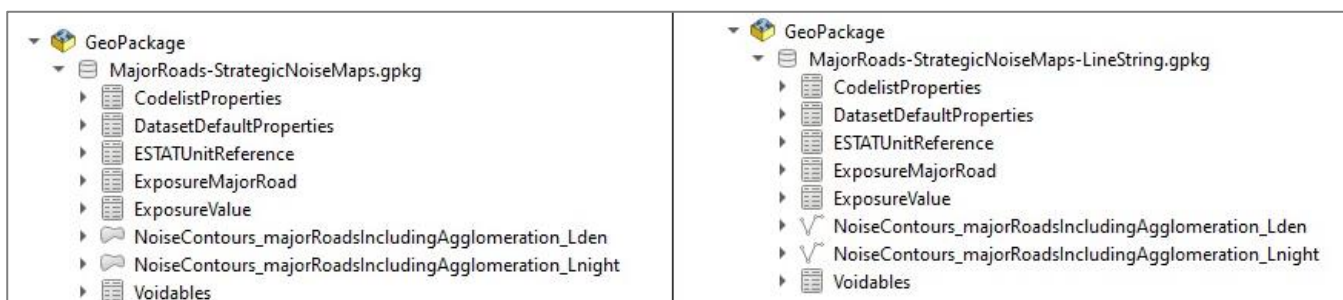 GeoPackage
MajorRoads-StrategicNoiseMaps.gpkg
CodelistProperties
DatasetDefaultProperties
ESTATUnitReference
ExposureMajorRoad
ExposureValue
NoiseContours_majorRoadsIncludingAgglomeration_Lden
NoiseContours_majorRoadsIncludingAgglomeration_Lnight
Voidables
GeoPackage
MajorRoads-StrategicNoiseMaps-LineString.gpkg
CodelistProperties
DatasetDefaultProperties
ESTATUnitReference
ExposureMajorRoad
ExposureValue
NoiseContours_majorRoadsIncludingAgglomeration_Lden
NoiseContours_majorRoadsIncludingAgglomeration_Lnight
Voidables